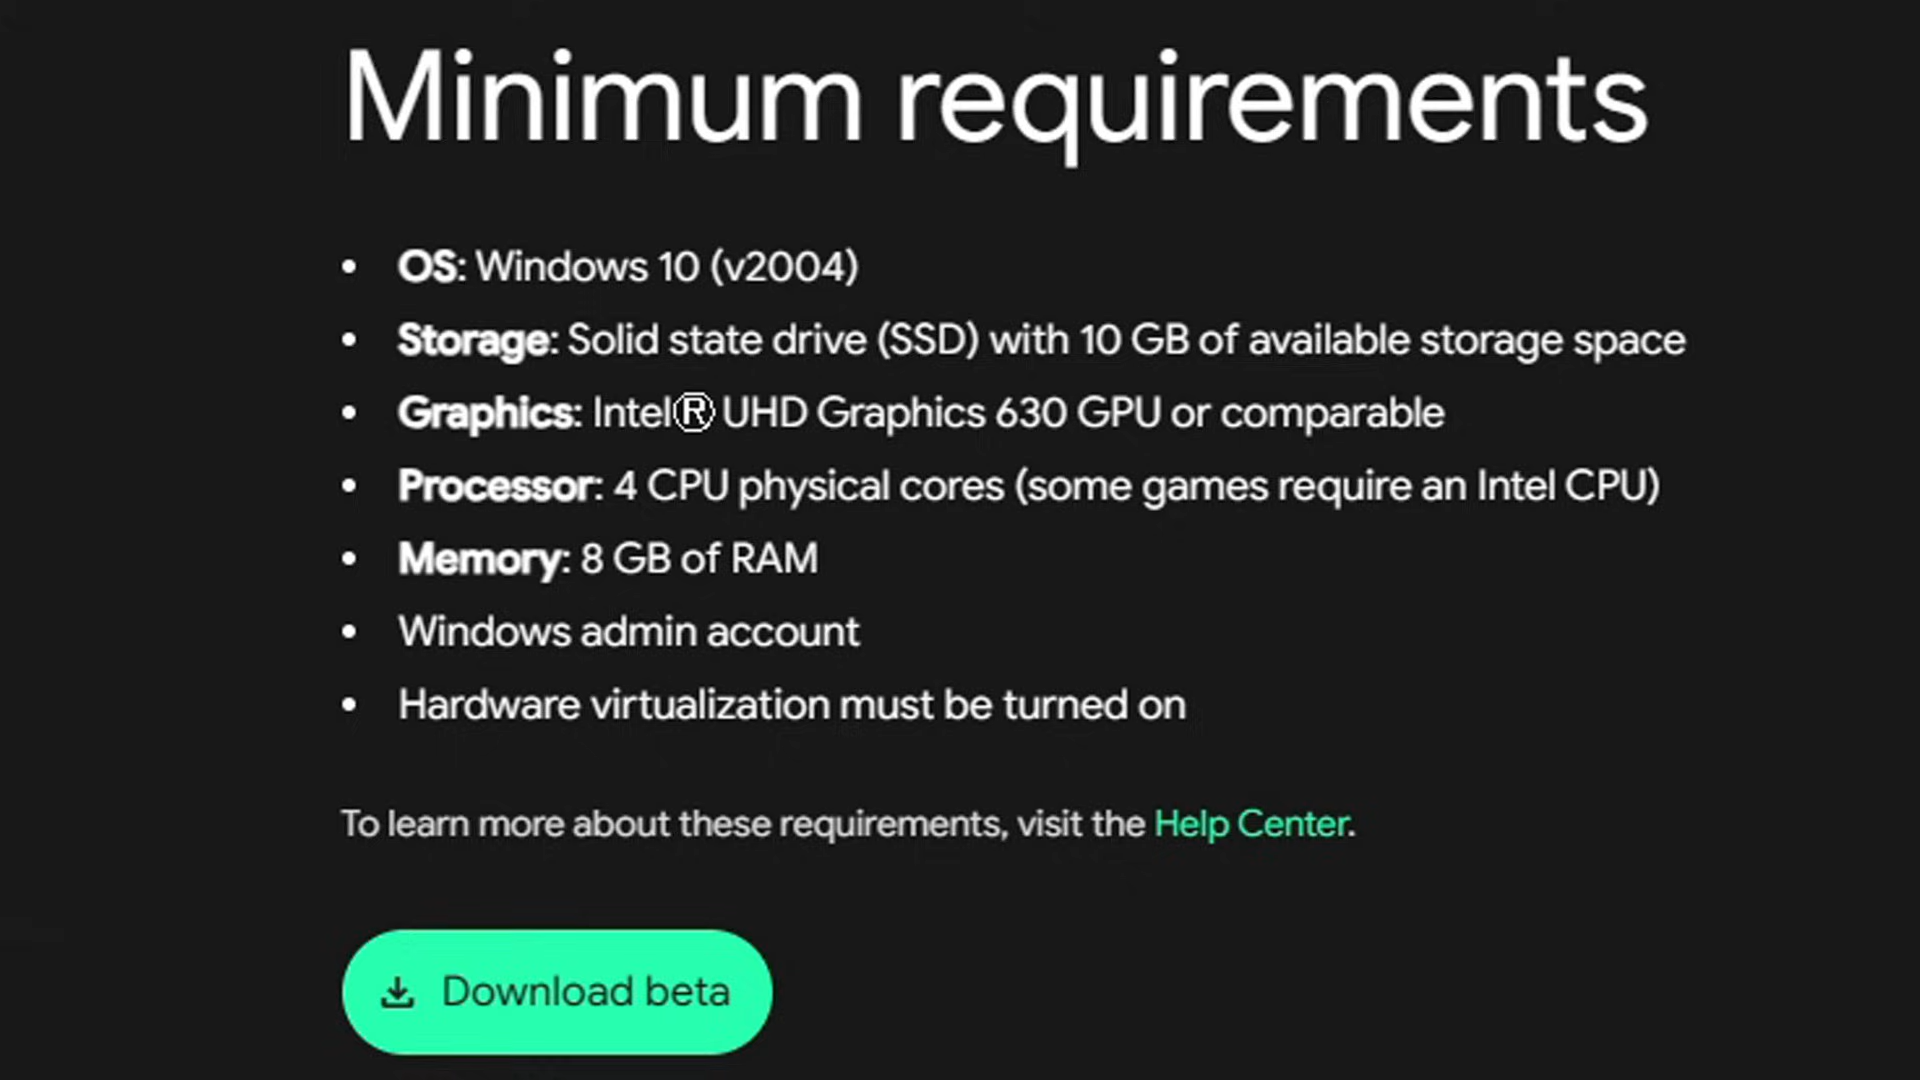 Minimum requirements
• OS: Windows 10 (v2004)
• Storage: Solid state drive (SSD) with 10 GB of available storage space
• Graphics: Intel® UHD Graphics 630 GPU or comparable
• Processor: 4 CPU physical cores (some games require an Intel CPU)
• Memory: 8 GB of RAM
• Windows admin account
• Hardware virtualization must be turned on
To learn more about these requirements, visit the Help Center.
Download beta